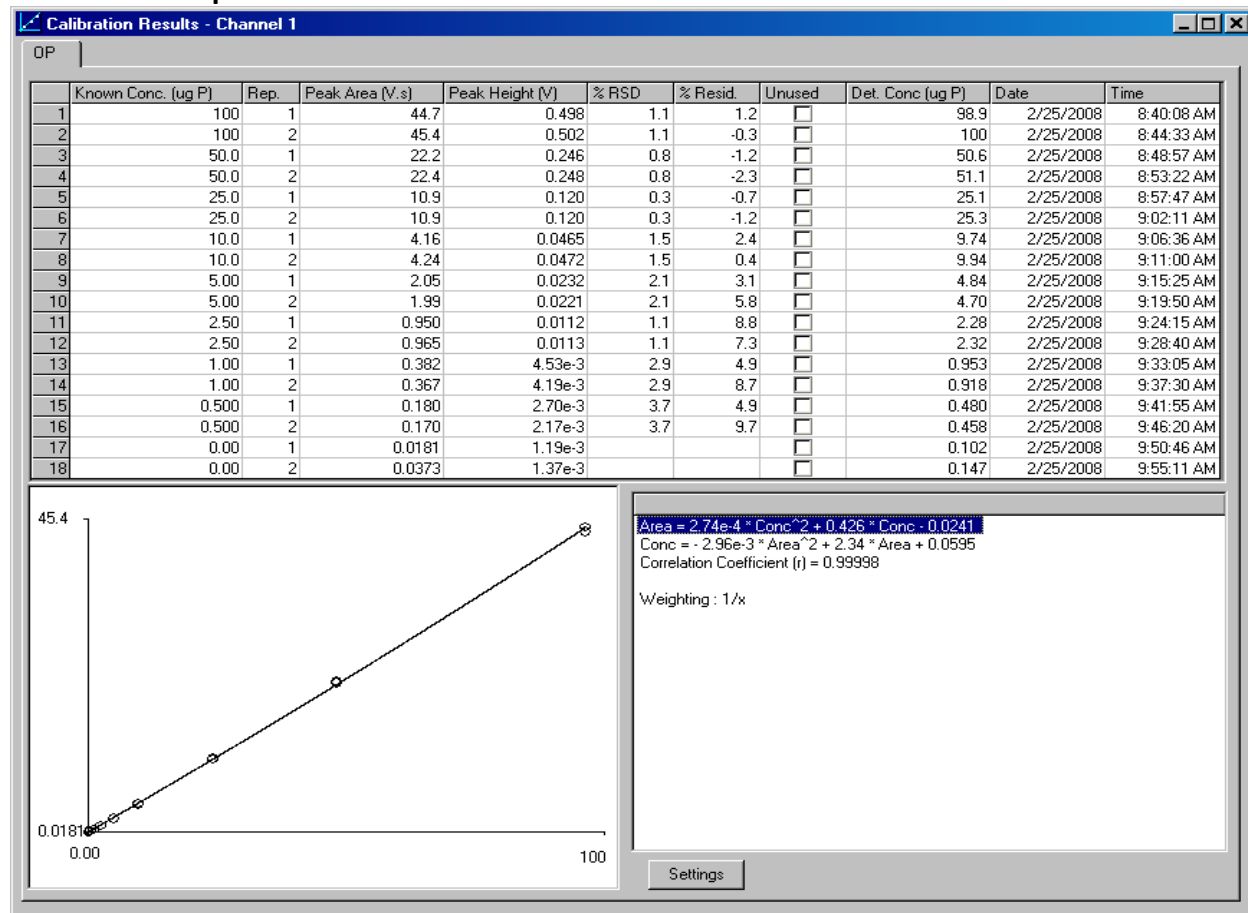 Calibration Results - Channel 1
OP
Known Conc. (ug P) Rep. Peak Area (V.s) Peak Height (V) % RSD % Resid. Unused Det. Conc (ug P) Date Time
1 100 1 44.7 0.498 1.1 1.2 98.9 2/25/2008 8:40:08 AM
2 100 2 45.4 0.502 1.1 -0.3 100 2/25/2008 8:44:33 AM
3 50.0 1 22.2 0.246 0.8 -1.2 50.6 2/25/2008 8:48:57 AM
4 50.0 2 22.4 0.248 0.8 -2.3 51.1 2/25/2008 8:53:22 AM
5 25.0 1 10.9 0.120 0.3 -0.7 25.1 2/25/2008 8:57:47 AM
6 25.0 2 10.9 0.120 0.3 -1.2 25.3 2/25/2008 9:02:11 AM
7 10.0 1 4.16 0.0465 1.5 2.4 9.74 2/25/2008 9:06:36 AM
8 10.0 2 4.24 0.0472 1.5 0.4 9.94 2/25/2008 9:11:00 AM
9 5.00 1 2.05 0.0232 2.1 3.1 4.84 2/25/2008 9:15:25 AM
10 5.00 2 1.99 0.0221 2.1 5.8 4.70 2/25/2008 9:19:50 AM
11 2.50 1 0.950 0.0112 1.1 8.8 2.28 2/25/2008 9:24:15 AM
12 2.50 2 0.965 0.0113 1.1 7.3 2.32 2/25/2008 9:28:40 AM
13 1.00 1 0.382 4.53e-3 2.9 4.9 0.953 2/25/2008 9:33:05 AM
14 1.00 2 0.367 4.19e-3 2.9 8.7 0.918 2/25/2008 9:37:30 AM
15 0.500 1 0.180 2.70e-3 3.7 4.9 0.480 2/25/2008 9:41:55 AM
16 0.500 2 0.170 2.17e-3 3.7 9.7 0.458 2/25/2008 9:46:20 AM
17 0.00 1 0.0181 1.19e-3 0.102 2/25/2008 9:50:46 AM
18 0.00 2 0.0373 1.37e-3 0.147 2/25/2008 9:55:11 AM
45.4
0.0181
0.00 100
Area = 2.74e-4 * Conc^2 + 0.426 * Conc - 0.0241
Conc = - 2.96e-3 * Area^2 + 2.34 * Area + 0.0595
Correlation Coefficient (r) = 0.99998
Weighting : 1/x
Settings